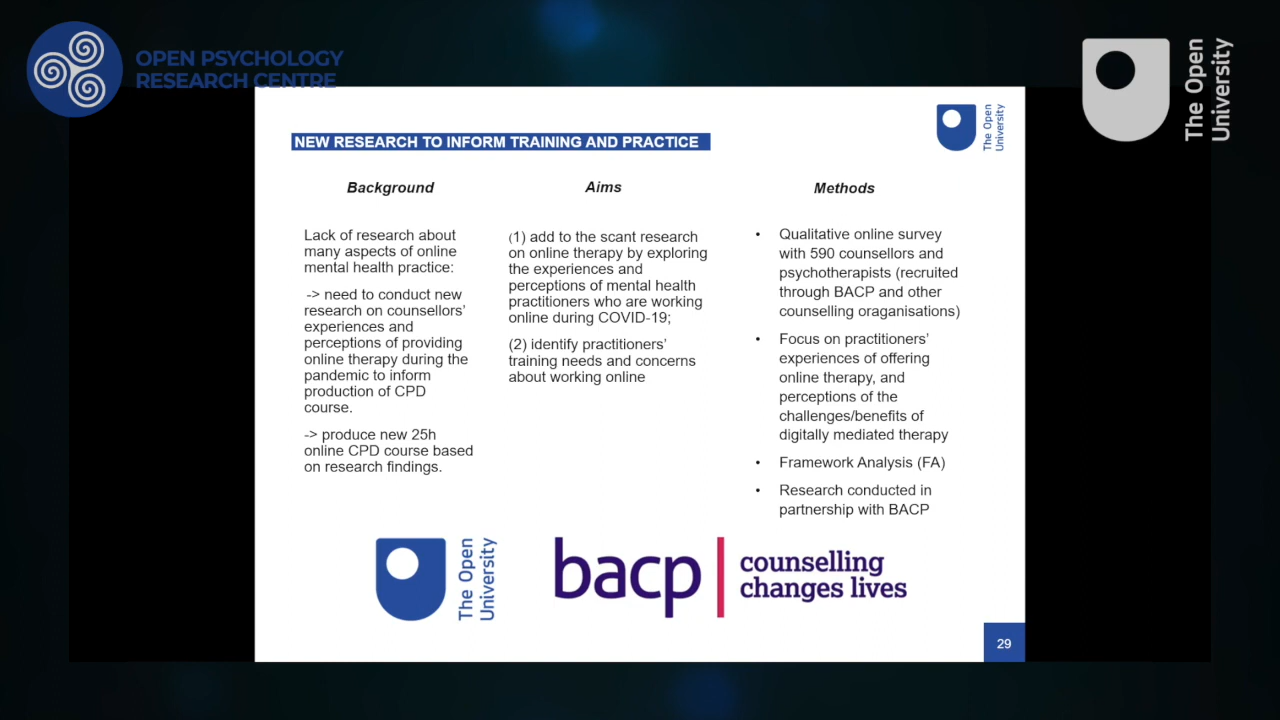 OPEN PSYCHOLOGY
RESEARCH CENTRE
The Open
University
NEW RESEARCH TO INFORM TRAINING AND PRACTICE
The Open
University
Background
Lack of research about
many aspects of online
mental health practice:
-> need to conduct new
research on counsellors’
experiences and
perceptions of providing
online therapy during the
pandemic to inform
production of CPD
course.
-> produce new 25h
online CPD course based
on research findings.
Aims
(1) add to the scant research
on online therapy by exploring
the experiences and
perceptions of mental health
practitioners who are working
online during COVID-19;
(2) identify practitioners’
training needs and concerns
about working online
Methods
• Qualitative online survey
with 590 counsellors and
psychotherapists (recruited
through BACP and other
counselling oraganisations)
• Focus on practitioners’
experiences of offering
online therapy, and
perceptions of the
challenges/benefits of
digitally mediated therapy
• Framework Analysis (FA)
• Research conducted in
partnership with BACP
The Open
University
bacp
counselling
changes lives
29